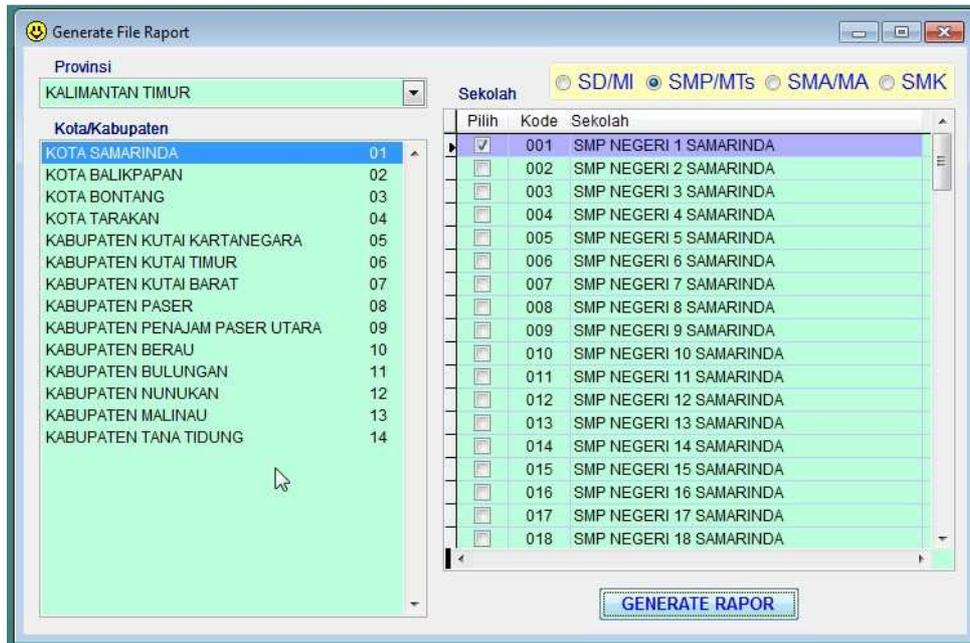 Generate File Raport
Provinsi
KALIMANTAN TIMUR
Kota/Kabupaten
KOTA SAMARINDA 01
KOTA BALIKPAPAN 02
KOTA BONTANG 03
KOTA TARAKAN 04
KABUPATEN KUTAI KARTANEGARA 05
KABUPATEN KUTAI TIMUR 06
KABUPATEN KUTAI BARAT 07
KABUPATEN PASER 08
KABUPATEN PENAJAM PASER UTARA 09
KABUPATEN BERAU 10
KABUPATEN BULUNGAN 11
KABUPATEN NUNUKAN 12
KABUPATEN MALINAU 13
KABUPATEN TANA TIDUNG 14
SD/MI SMP/MTs SMA/MA SMK
Sekolah
Pilih Kode Sekolah
001 SMP NEGERI 1 SAMARINDA
002 SMP NEGERI 2 SAMARINDA
003 SMP NEGERI 3 SAMARINDA
004 SMP NEGERI 4 SAMARINDA
005 SMP NEGERI 5 SAMARINDA
006 SMP NEGERI 6 SAMARINDA
007 SMP NEGERI 7 SAMARINDA
008 SMP NEGERI 8 SAMARINDA
009 SMP NEGERI 9 SAMARINDA
010 SMP NEGERI 10 SAMARINDA
011 SMP NEGERI 11 SAMARINDA
012 SMP NEGERI 12 SAMARINDA
013 SMP NEGERI 13 SAMARINDA
014 SMP NEGERI 14 SAMARINDA
015 SMP NEGERI 15 SAMARINDA
016 SMP NEGERI 16 SAMARINDA
017 SMP NEGERI 17 SAMARINDA
018 SMP NEGERI 18 SAMARINDA
GENERATE RAPOR